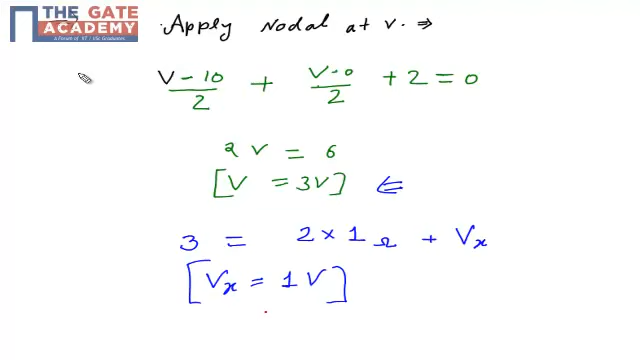 THE GATE
ACADEMY
A Forum of IIT / IISc Graduates
Apply Nodal at V. ⇒
V - 10 / 2 + V - 0 / 2 + 2 = 0
2 V = 6
[V = 3V] ⇐
3 = 2 × 1 Ω + Vx
[Vx = 1 V]